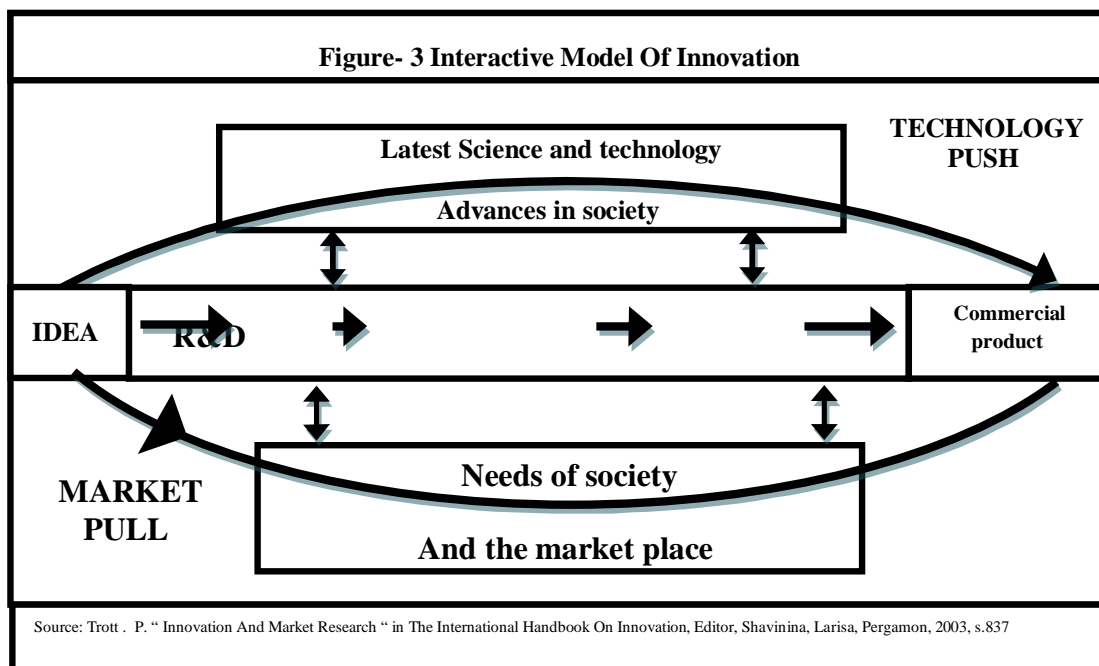 Figure- 3 Interactive Model Of Innovation
TECHNOLOGY
PUSH
Latest Science and technology
Advances in society
IDEA
R&D
Commercial
product
MARKET
PULL
Needs of society
And the market place
Source: Trott . P. “ Innovation And Market Research “ in The International Handbook On Innovation, Editor, Shavinina, Larisa, Pergamon, 2003, s.837